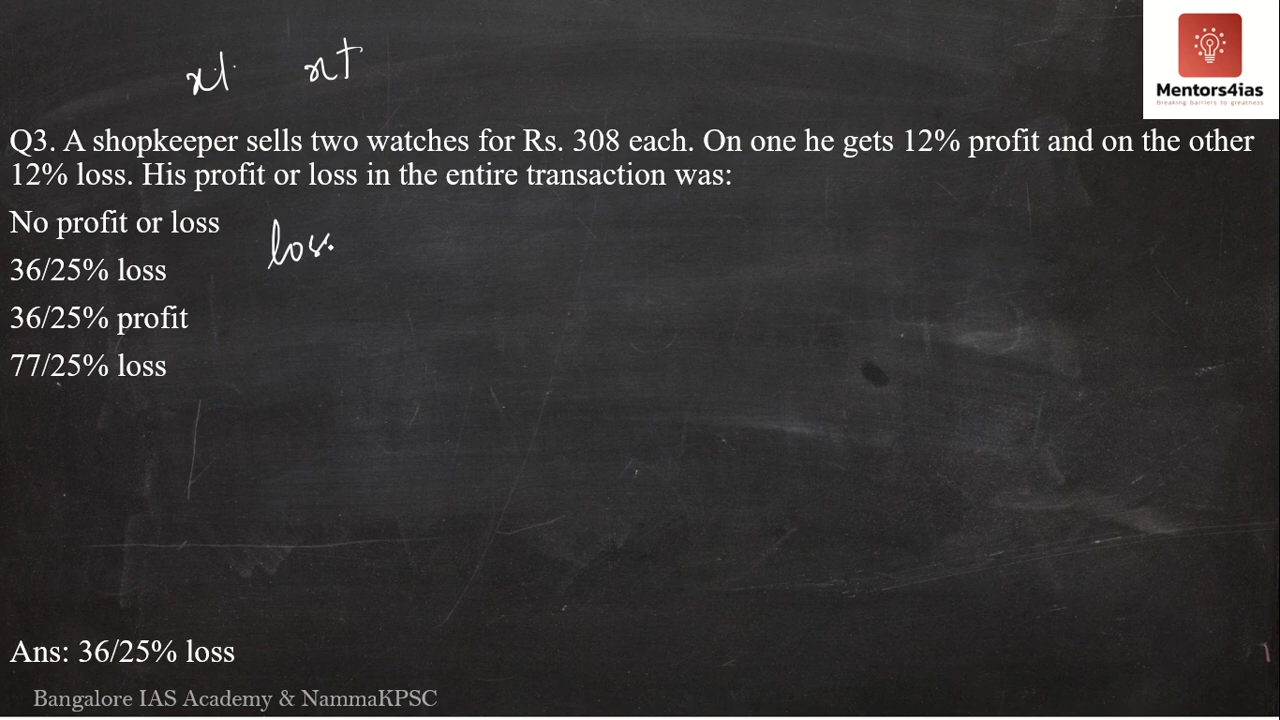 Mentors4ias
Breaking barriers to greatness
Q3. A shopkeeper sells two watches for Rs. 308 each. On one he gets 12% profit and on the other
12% loss. His profit or loss in the entire transaction was:
No profit or loss
loss.
36/25% loss
36/25% profit
77/25% loss
Ans: 36/25% loss
Bangalore IAS Academy & NammaKPSC